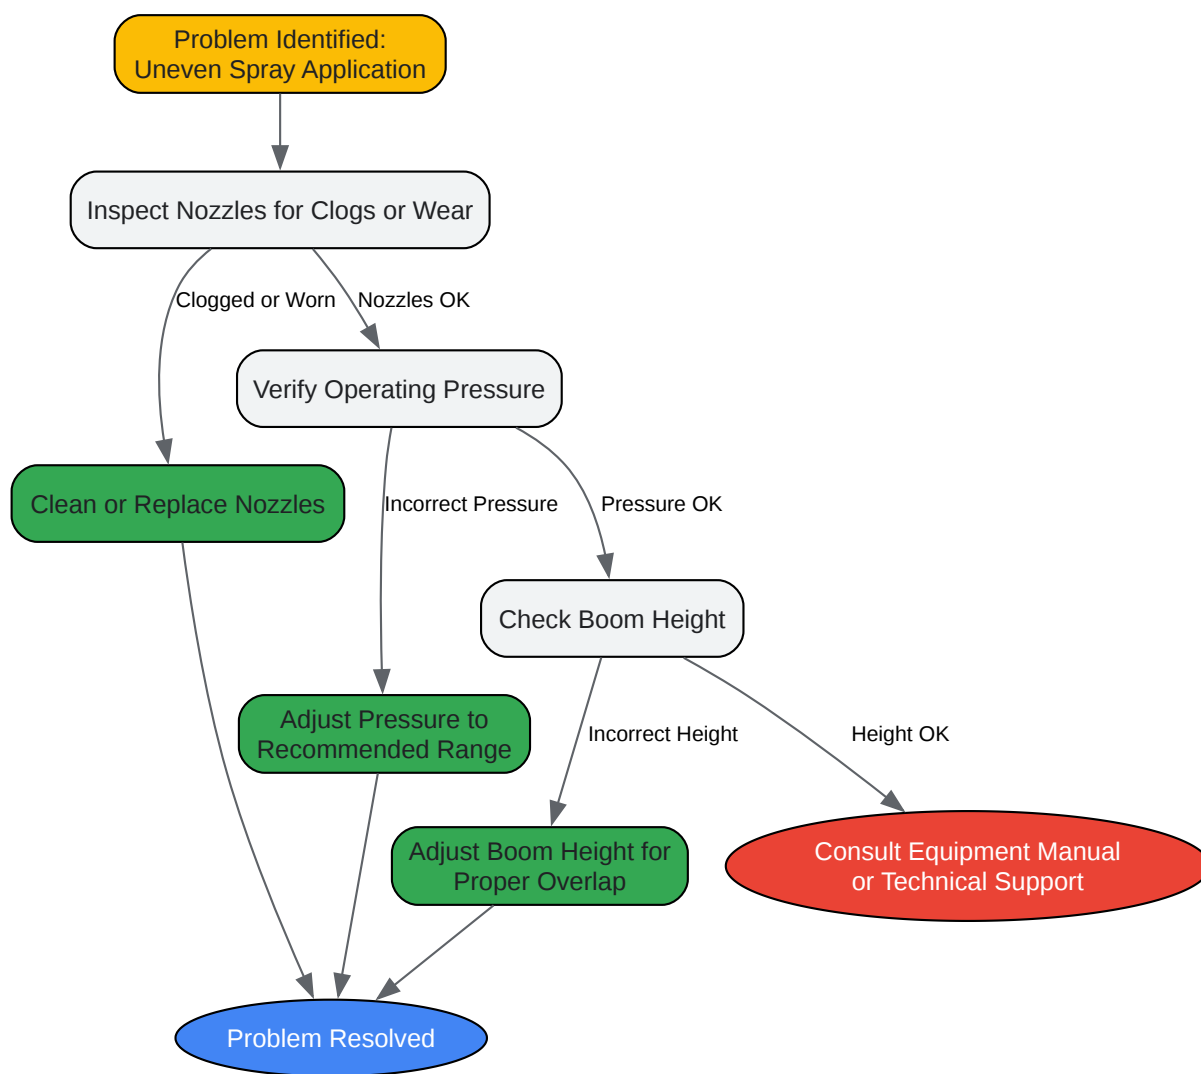 Problem Identified:
Uneven Spray Application
Inspect Nozzles for Clogs or Wear
Clogged or Worn
Nozzles OK
Verify Operating Pressure
Clean or Replace Nozzles
Incorrect Pressure
Pressure OK
Check Boom Height
Adjust Pressure to
Recommended Range
Incorrect Height
Height OK
Adjust Boom Height for
Proper Overlap
Consult Equipment Manual
or Technical Support
Problem Resolved